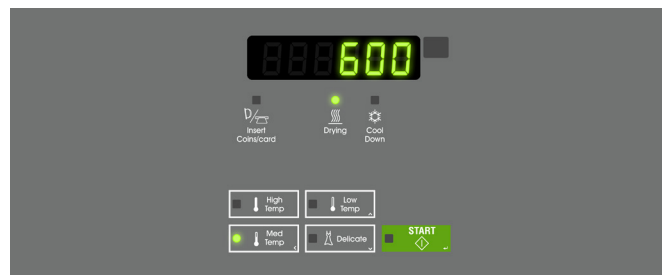 600
Insert
Coins/card
Drying
Cool
Down
High
Temp
Low
Temp
Med
Temp
Delicate
START